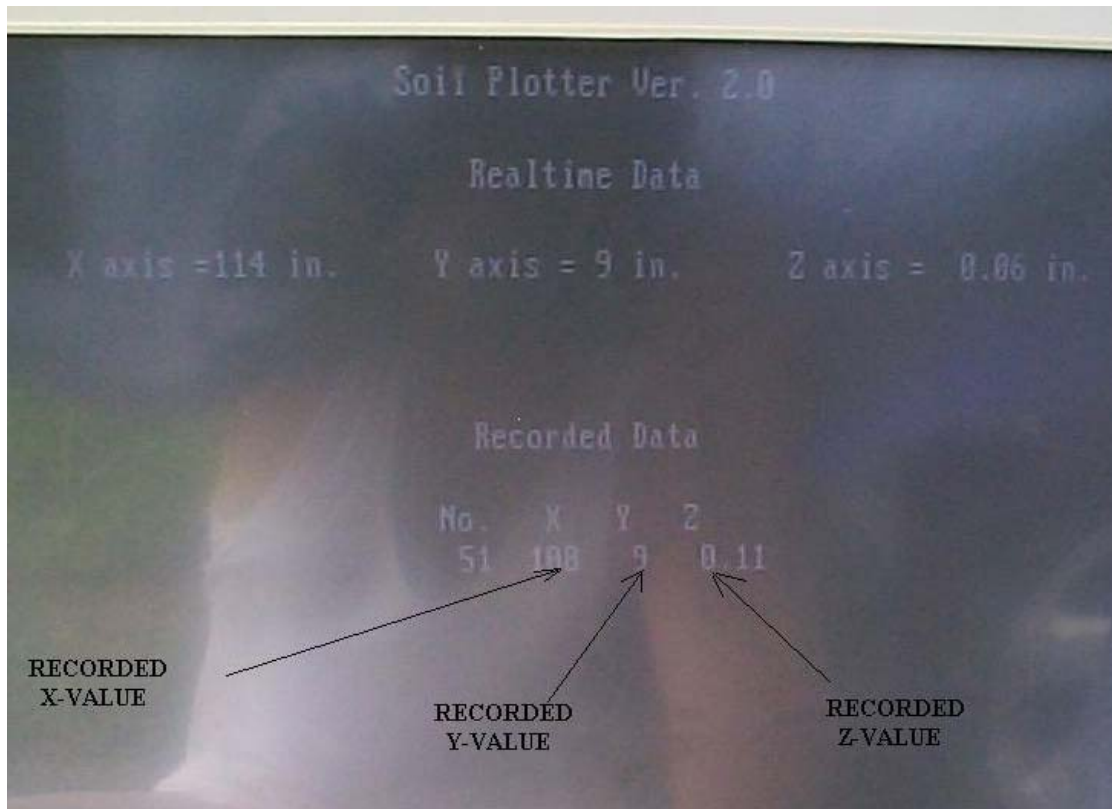 Soil Plotter Ver. 2.0
Realtime Data
X axis =114 in. Y axis = 9 in. Z axis = 0.06 in.
Recorded Data
No. X Y Z
51 108 9 0.11
RECORDED
X-VALUE
RECORDED
Y-VALUE
RECORDED
Z-VALUE